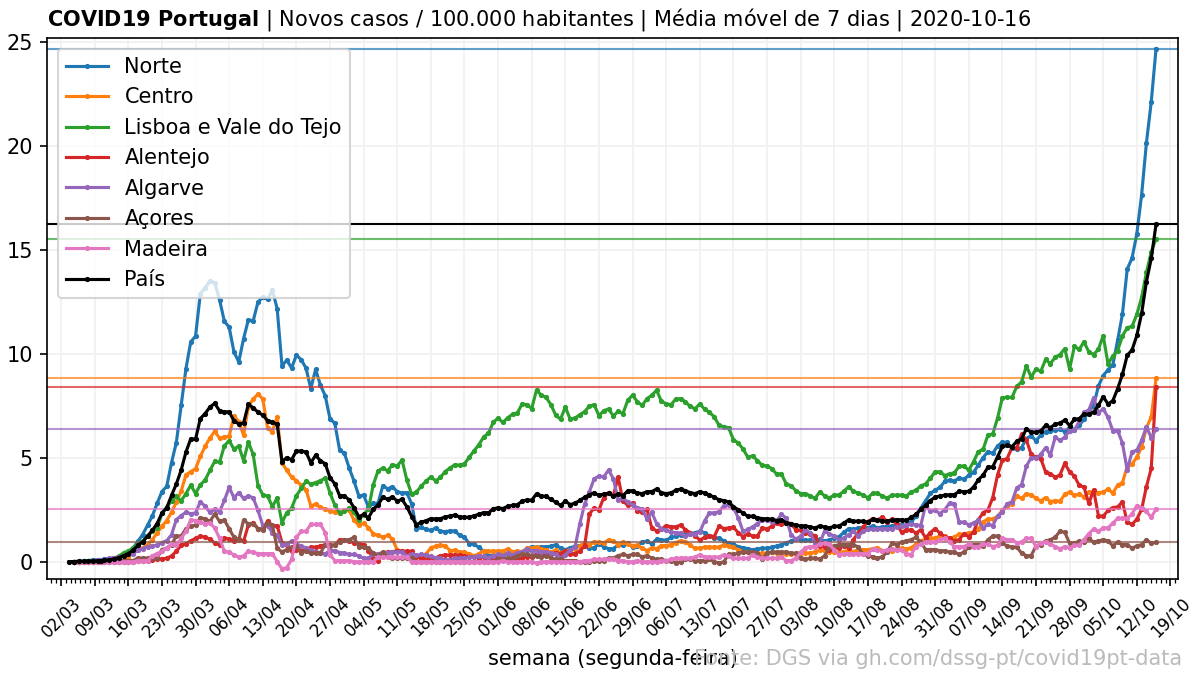 COVID19 Portugal | Novos casos / 100.000 habitantes | Média móvel de 7 dias | 2020-10-16
25
20
15
10
5
0
Norte
Centro
Lisboa e Vale do Tejo
Alentejo
Algarve
Açores
Madeira
País
02/03 09/03 16/03 23/03 30/03 06/04 13/04 20/04 27/04 04/05 11/05 18/05 25/05 01/06 08/06 15/06 22/06 29/06 06/07 13/07 20/07 27/07 03/08 10/08 17/08 24/08 31/08 07/09 14/09 21/09 28/09 05/10 12/10 19/10
semana (segunda-feira)
Fonte: DGS via gh.com/dssg-pt/covid19pt-data